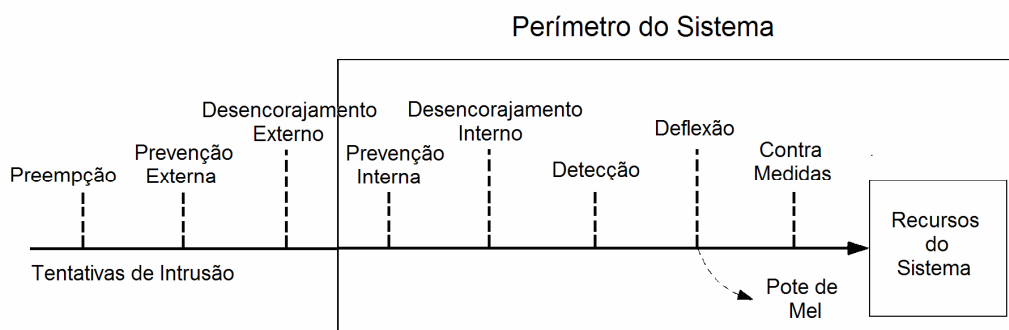 Perímetro do Sistema
Desencorajamento
Externo
Desencorajamento
Interno
Deflexão
Prevenção
Externa
Prevenção
Interna
Contra
Medidas
Preempção
Detecção
Recursos
do
Sistema
Tentativas de Intrusão
Pote de
Mel